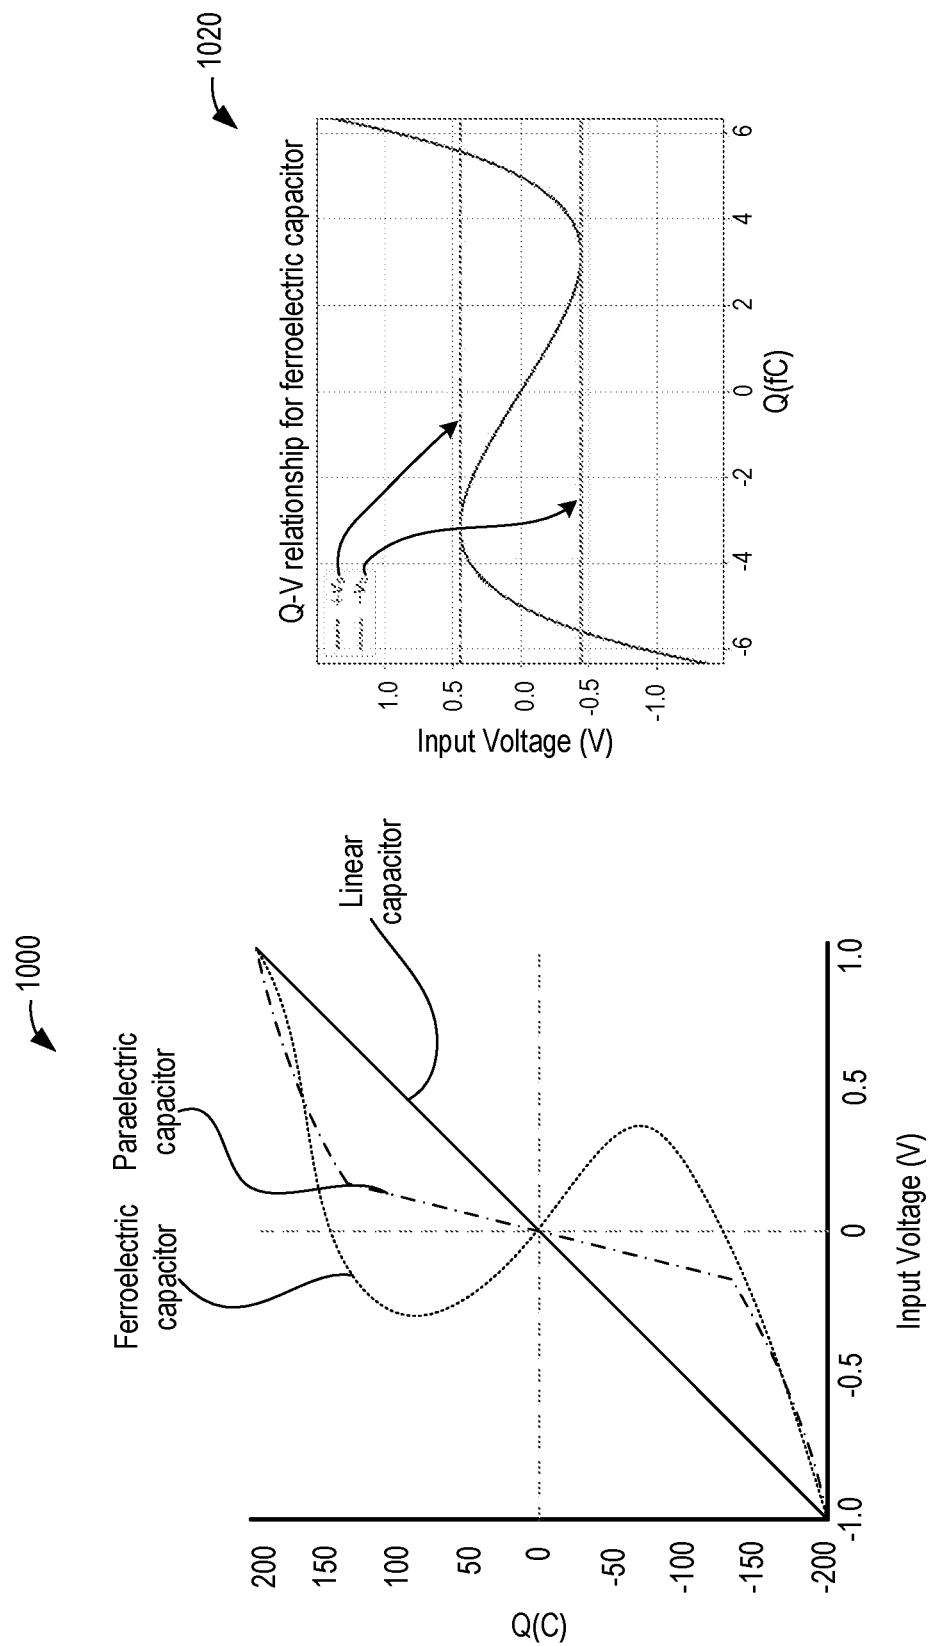 1000
Ferroelectric
capacitor
Paraelectric
capacitor
Linear
capacitor
Q(C)
200
150
100
50
0
-50
-100
-150
-200
-1.0
-0.5
0
0.5
1.0
Input Voltage (V)
1020
Q-V relationship for ferroelectric capacitor
Input Voltage (V)
1.0
0.5
0.0
-0.5
-1.0
-6
-4
-2
0
2
4
6
Q(fC)